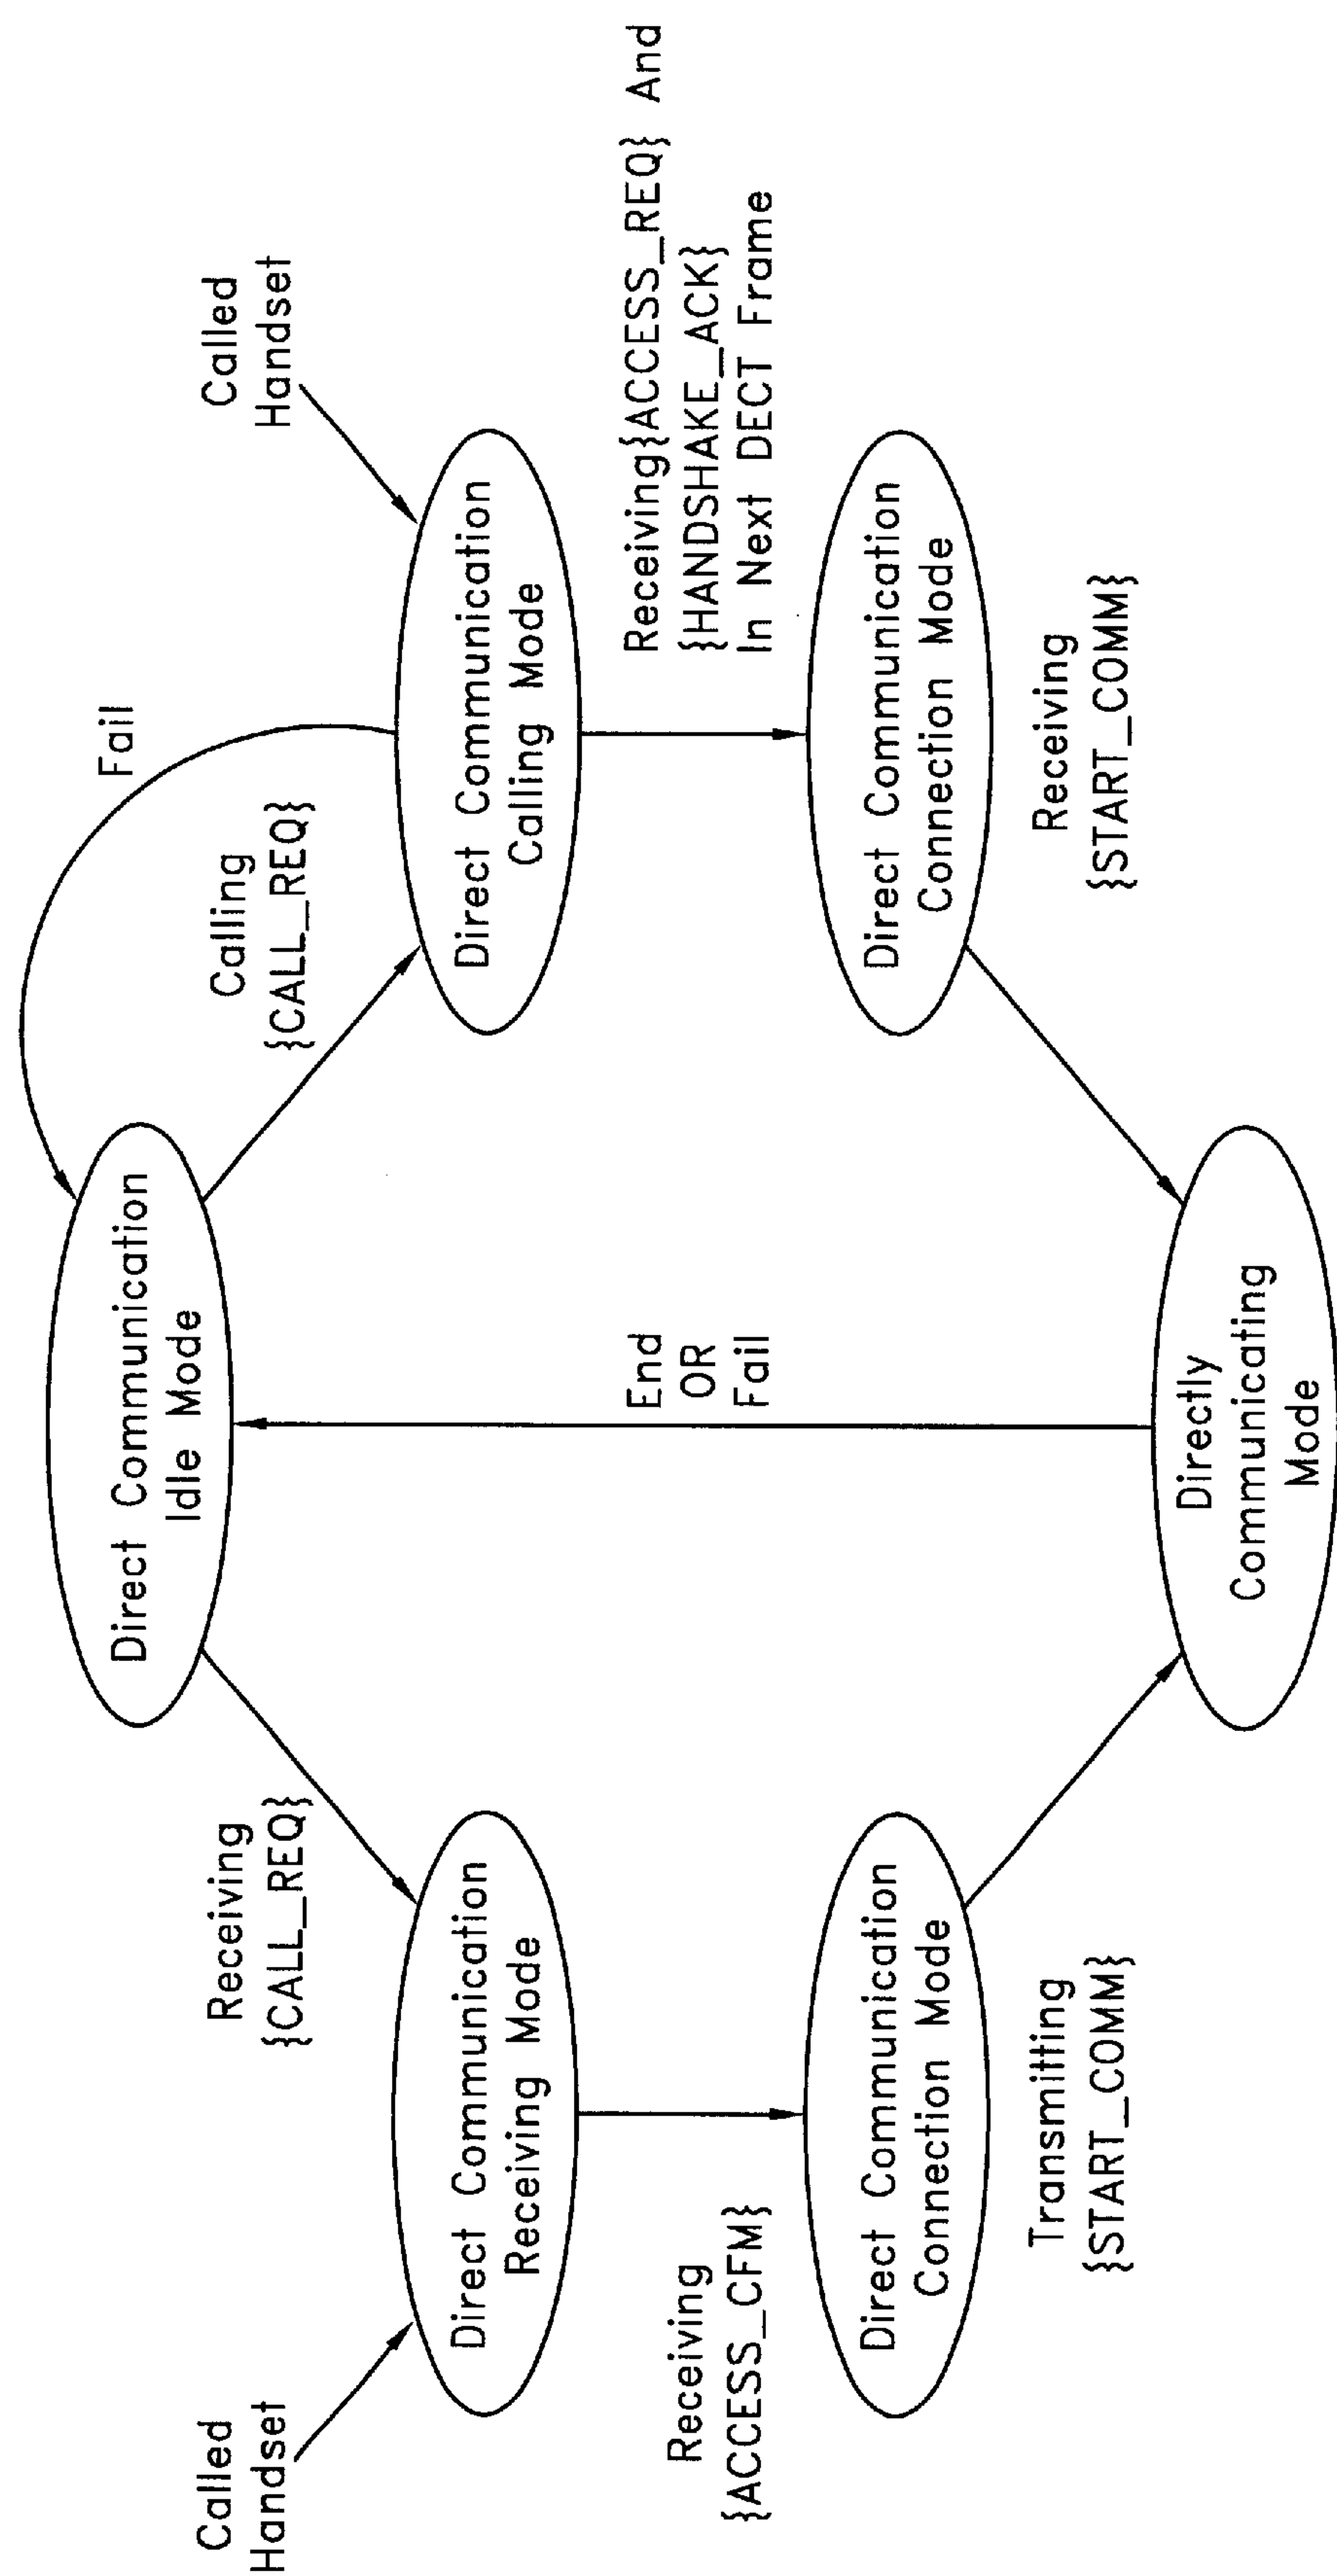 Fail
Direct Communication
Idle Mode
Receiving
{CALL_REQ}
Calling
{CALL_REQ}
Called
Handset
Called
Handset
Direct Communication
Receiving Mode
Direct Communication
Calling Mode
End
OR
Fail
Receiving
{ACCESS_CFM}
Receiving{ACCESS_REQ} And
{HANDSHAKE_ACK}
In Next DECT Frame
Direct Communication
Connection Mode
Direct Communication
Connection Mode
Transmitting
{START_COMM}
Receiving
{START_COMM}
Directly
Communicating
Mode